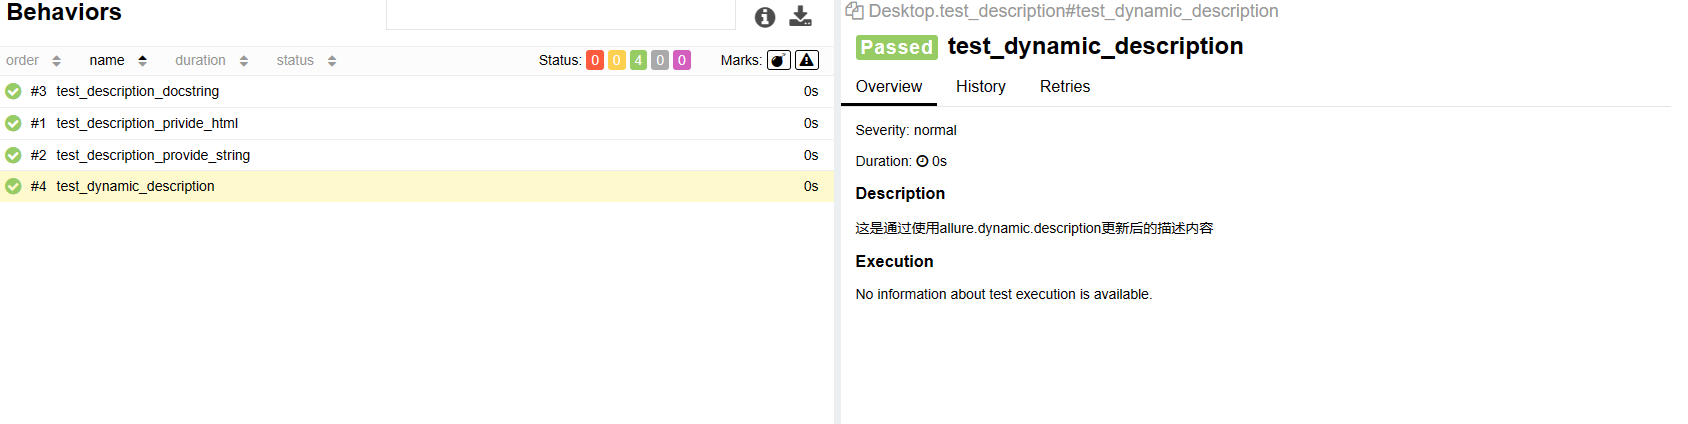 Behaviors
order name duration status Status: 0 0 4 0 0 Marks:
#3 test_description_docstring 0s
#1 test_description_privide_html 0s
#2 test_description_provide_string 0s
#4 test_dynamic_description 0s
Desktop.test_description#test_dynamic_description
Passed test_dynamic_description
Overview History Retries
Severity: normal
Duration: 0s
Description
这是通过使用allure.dynamic.description更新后的描述内容
Execution
No information about test execution is available.